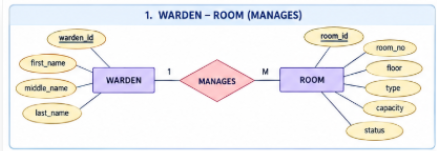 1. WARDEN – ROOM (MANAGES)
warden_id
first_name
middle_name
last_name
WARDEN
1
MANAGES
M
ROOM
room_id
room_no
floor
type
capacity
status